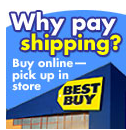 Why pay
shipping?
Buy online—
pick up in
store
BEST
BUY